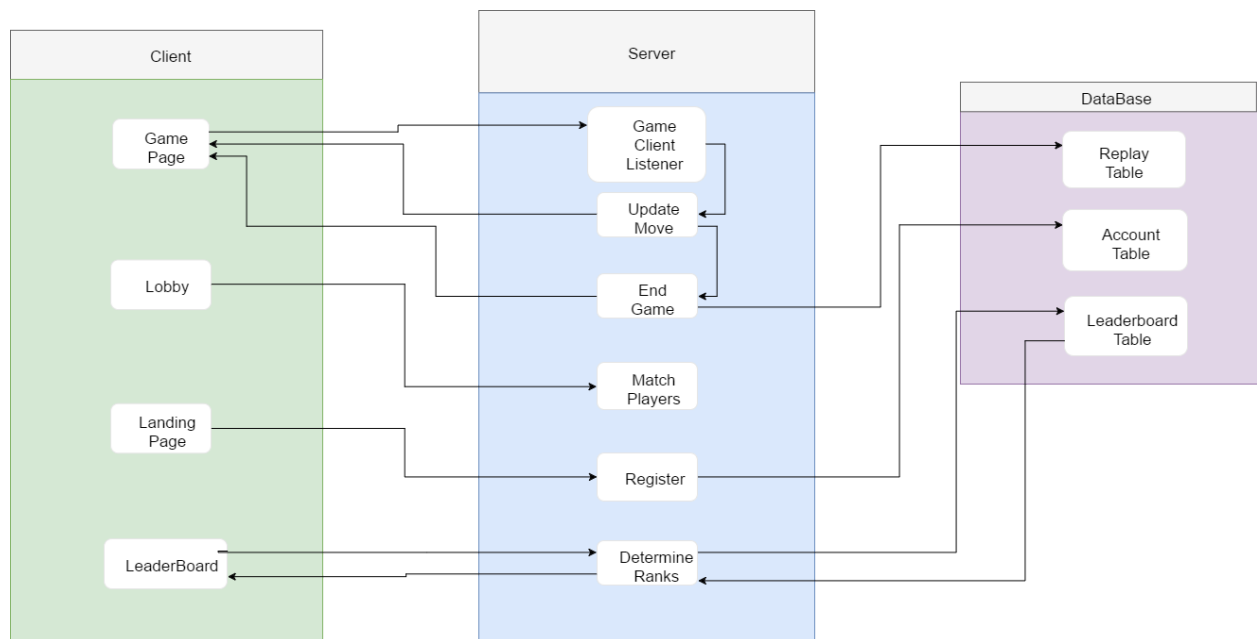 Client
Game
Page
Lobby
Landing
Page
LeaderBoard
Server
Game
Client
Listener
Update
Move
End
Game
Match
Players
Register
Determine
Ranks
DataBase
Replay
Table
Account
Table
Leaderboard
Table